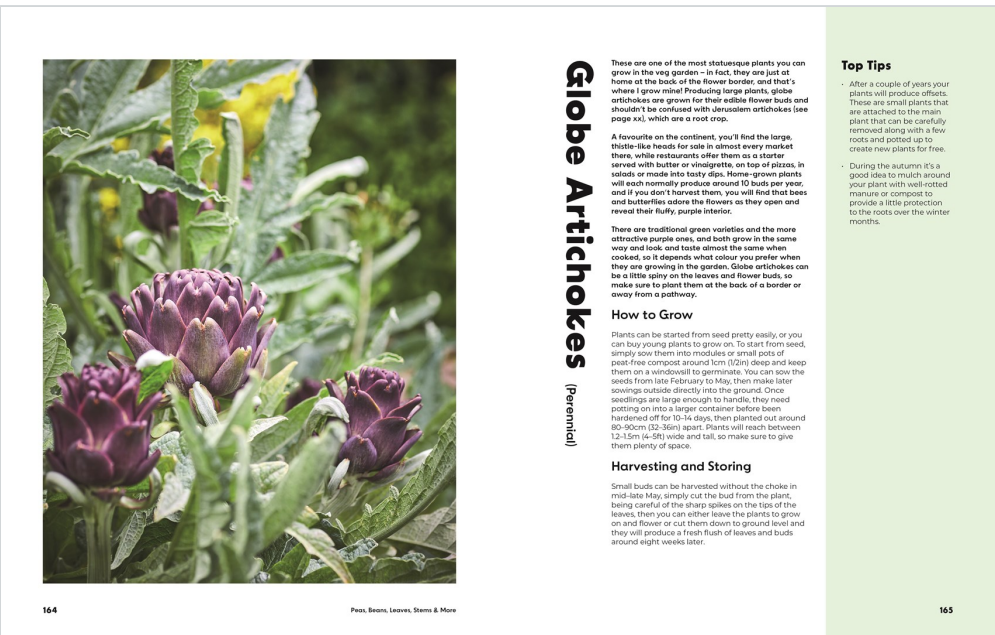 Globe Artichokes (Perennial)
These are one of the most statuesque plants you can
grow in the veg garden – in fact, they are just at
home at the back of the flower border, and that's
where I grow mine! Producing large plants, globe
artichokes are grown for their edible flower buds and
shouldn't be confused with Jerusalem artichokes (see
page xx), which are a root crop.
A favourite on the continent, you'll find the large,
thistle-like heads for sale in almost every market
there, while restaurants offer them as a starter
served with butter or vinaigrette, on top of pizzas, in
salads or made into tasty dips. Home-grown plants
will each normally produce around 10 buds per year,
and if you don't harvest them, you will find that bees
and butterflies adore the flowers as they open and
reveal their fluffy, purple interior.
There are traditional green varieties and the more
attractive purple ones, and both grow in the same
way and look and taste almost the same when
cooked, so it depends what colour you prefer when
they are growing in the garden. Globe artichokes can
be a little spiny on the leaves and flower buds, so
make sure to plant them at the back of a border or
away from a pathway.
How to Grow
Plants can be started from seed pretty easily, or you
can buy young plants to grow on. To start from seed,
simply sow them into modules or small pots of
peat-free compost around 1cm (1/2in) deep and keep
them on a windowsill to germinate. You can sow the
seeds from late February to May, then make later
sowings outside directly into the ground. Once
seedlings are large enough to handle, they need
potting on into a larger container before been
hardened off for 10–14 days, then planted out around
80–90cm (32–36in) apart. Plants will reach between
1.2–1.5m (4–5ft) wide and tall, so make sure to give
them plenty of space.
Harvesting and Storing
Small buds can be harvested without the choke in
mid–late May, simply cut the bud from the plant,
being careful of the sharp spikes on the tips of the
leaves, then you can either leave the plants to grow
on and flower or cut them down to ground level and
they will produce a fresh flush of leaves and buds
around eight weeks later.
Top Tips
· After a couple of years your
plants will produce offsets.
These are small plants that
are attached to the main
plant that can be carefully
removed along with a few
roots and potted up to
create new plants for free.
· During the autumn it's a
good idea to mulch around
your plant with well-rotted
manure or compost to
provide a little protection
to the roots over the winter
months.
164
Peas, Beans, Leaves, Stems & More
165